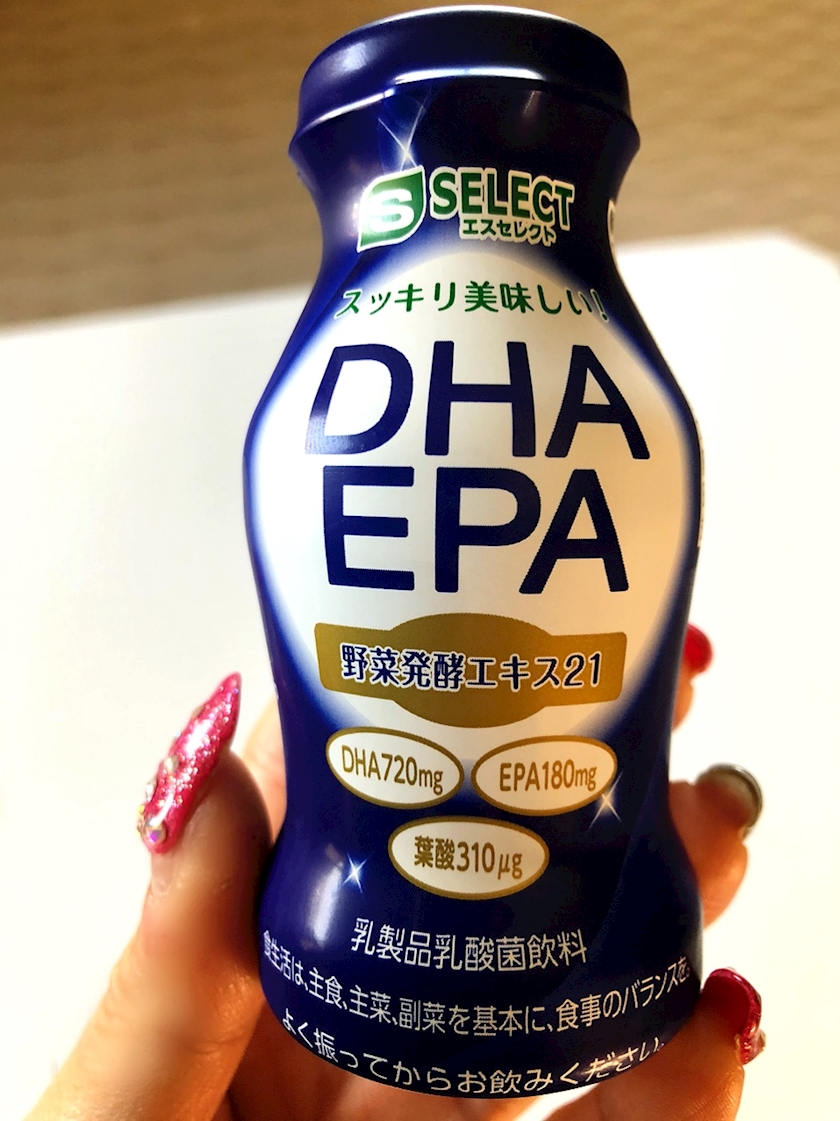 S SELECT
エスセレクト
スッキリ美味しい!
DHA
EPA
野菜発酵エキス21
DHA720mg
EPA180mg
葉酸310μg
乳製品乳酸菌飲料
食生活は、主食、主菜、副菜を基本に、食事のバランスを。
よく振ってからお飲みください。